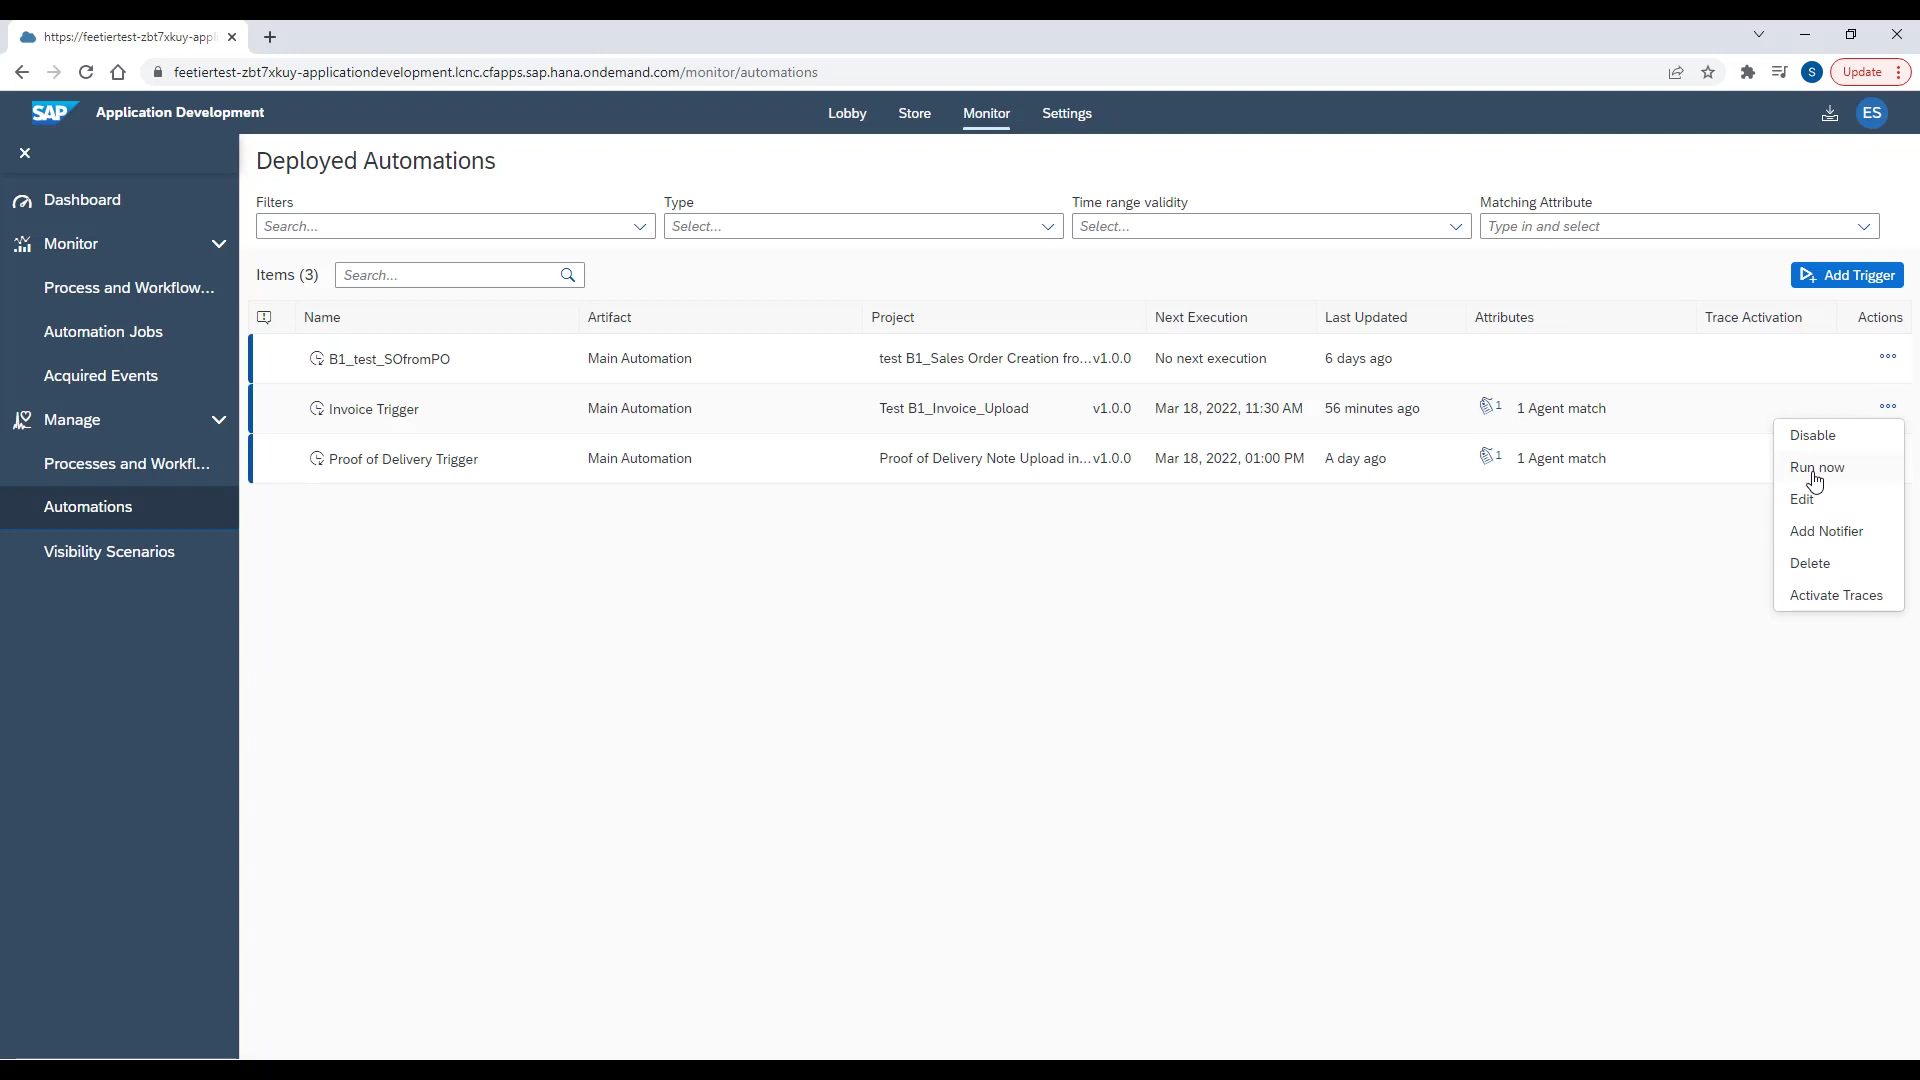 https://feetiertest-zbt7xkuy-appli
feetiertest-zbt7xkuy-applicationdevelopment.lcnc.cfapps.sap.hana.ondemand.com/monitor/automations
S
Update
SAP Application Development
Lobby Store Monitor Settings
ES
Dashboard
Monitor
Process and Workflow...
Automation Jobs
Acquired Events
Manage
Processes and Workfl...
Automations
Visibility Scenarios
Deployed Automations
Filters Type Time range validity Matching Attribute
Search... Select... Select... Type in and select
Items (3) Search... Add Trigger
Name Artifact Project Next Execution Last Updated Attributes Trace Activation Actions
B1_test_SOfromPO Main Automation test B1_Sales Order Creation fro...v1.0.0 No next execution 6 days ago
Invoice Trigger Main Automation Test B1_Invoice_Upload v1.0.0 Mar 18, 2022, 11:30 AM 56 minutes ago 1 1 Agent match
Proof of Delivery Trigger Main Automation Proof of Delivery Note Upload in...v1.0.0 Mar 18, 2022, 01:00 PM A day ago 1 1 Agent match
Disable
Run now
Edit
Add Notifier
Delete
Activate Traces